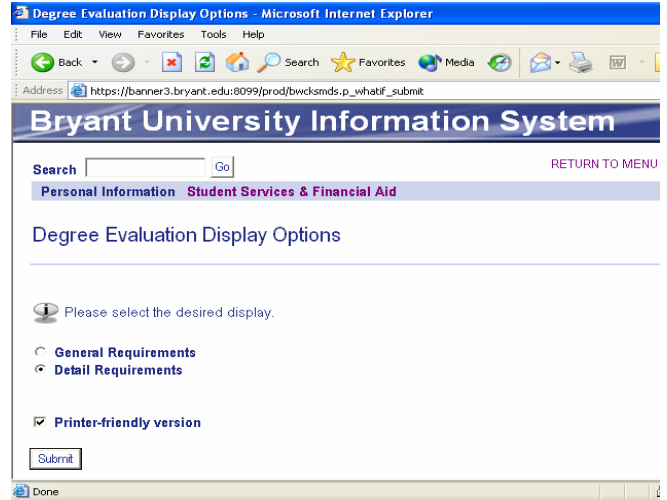 Degree Evaluation Display Options - Microsoft Internet Explorer
File Edit View Favorites Tools Help
Back Search Favorites Media
Address https://banner3.bryant.edu:8099/prod/bwcksmds.p_whatif_submit
Bryant University Information System
Search Go RETURN TO MENU
Personal Information Student Services & Financial Aid
Degree Evaluation Display Options
Please select the desired display.
General Requirements
Detail Requirements
Printer-friendly version
Submit
Done